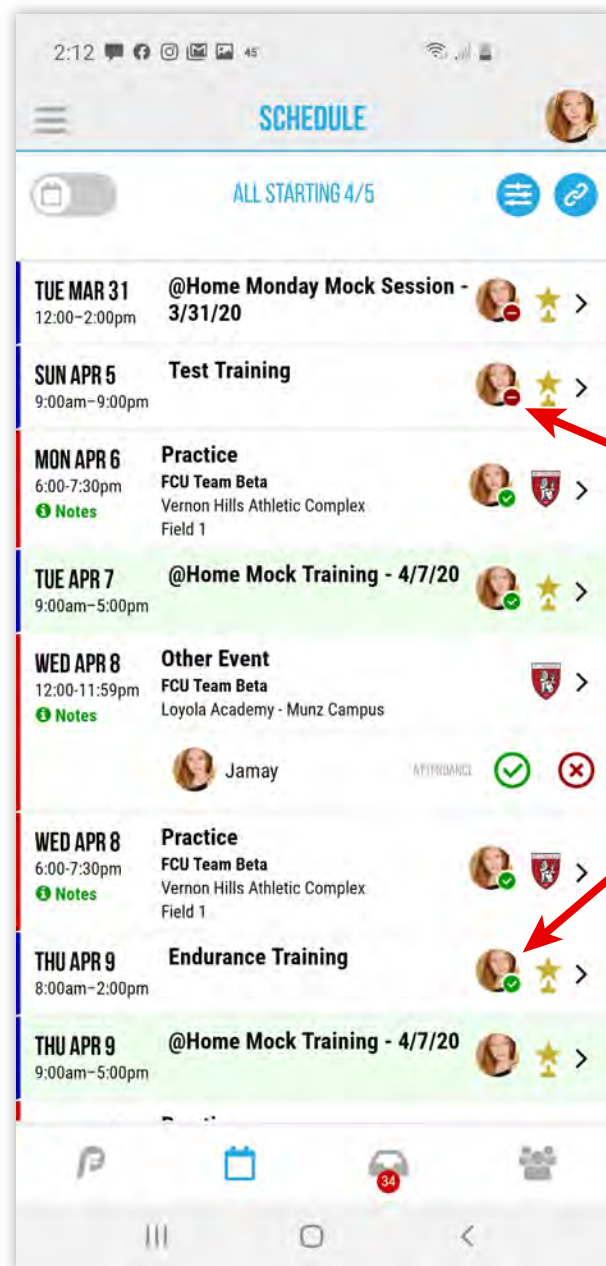 2:12 45
SCHEDULE
ALL STARTING 4/5
TUE MAR 31
12:00-2:00pm
@Home Monday Mock Session -
3/31/20
SUN APR 5
9:00am-9:00pm
Test Training
MON APR 6
6:00-7:30pm
Notes
Practice
FCU Team Beta
Vernon Hills Athletic Complex
Field 1
TUE APR 7
9:00am-5:00pm
@Home Mock Training - 4/7/20
WED APR 8
12:00-11:59pm
Notes
Other Event
FCU Team Beta
Loyola Academy - Munz Campus
Jamay
ATTENDANCE
WED APR 8
6:00-7:30pm
Notes
Practice
FCU Team Beta
Vernon Hills Athletic Complex
Field 1
THU APR 9
8:00am-2:00pm
Endurance Training
THU APR 9
9:00am-5:00pm
@Home Mock Training - 4/7/20
34